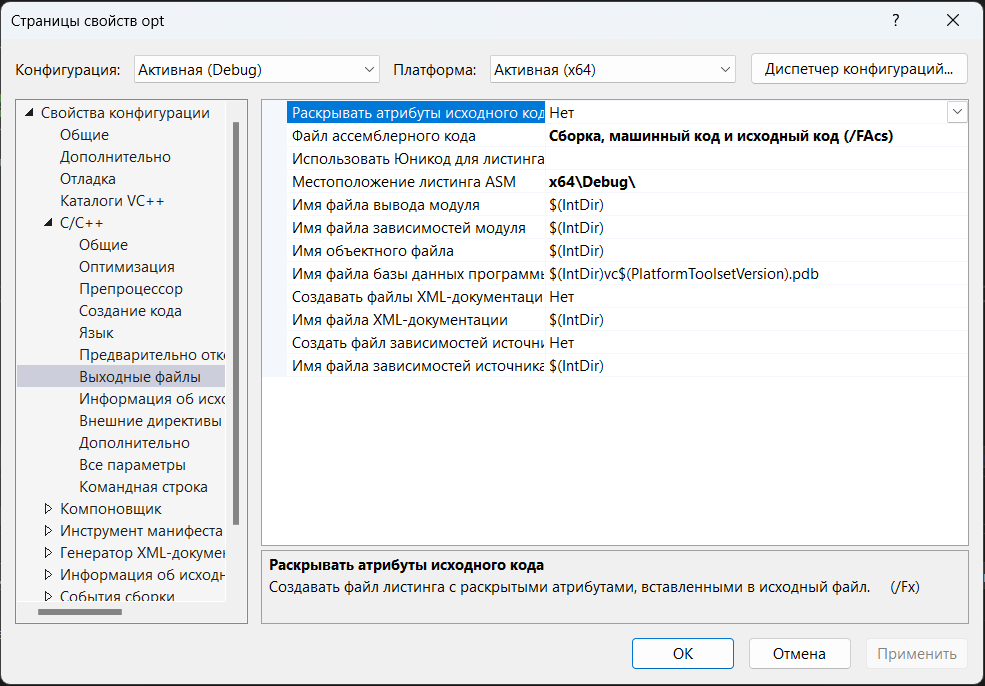 Страницы свойств opt
?
Конфигурация: Активная (Debug) Платформа: Активная (x64) Диспетчер конфигураций...
Свойства конфигурации
Общие
Дополнительно
Отладка
Каталоги VC++
C/C++
Общие
Оптимизация
Препроцессор
Создание кода
Язык
Предварительно отко
Выходные файлы
Информация об исхо
Внешние директивы
Дополнительно
Все параметры
Командная строка
Компоновщик
Инструмент манифеста
Генератор XML-докумен
Информация об исходн
События сборки
Раскрывать атрибуты исходного код Нет
Файл ассемблерного кода Сборка, машинный код и исходный код (/FAcs)
Использовать Юникод для листинга
Местоположение листинга ASM x64\Debug\
Имя файла вывода модуля $(IntDir)
Имя файла зависимостей модуля $(IntDir)
Имя объектного файла $(IntDir)
Имя файла базы данных программы $(IntDir)vc$(PlatformToolsetVersion).pdb
Создавать файлы XML-документаци Нет
Имя файла XML-документации $(IntDir)
Создать файл зависимостей источни Нет
Имя файла зависимостей источника $(IntDir)
Раскрывать атрибуты исходного кода
Создавать файл листинга с раскрытыми атрибутами, вставленными в исходный файл. (/Fx)
ОК Отмена Применить